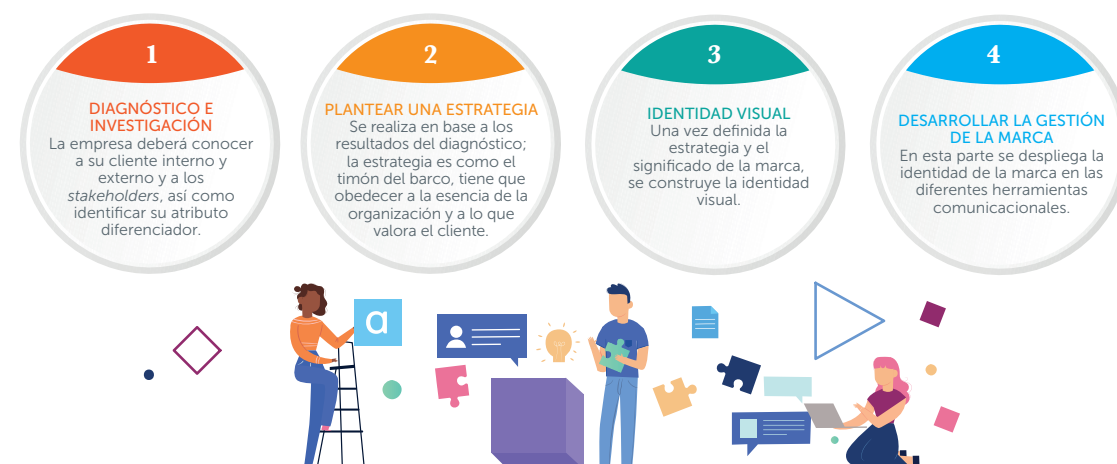 1
DIAGNÓSTICO E
INVESTIGACIÓN
La empresa deberá conocer
a su cliente interno y
externo y a los
stakeholders, así como
identificar su atributo
diferenciador.
2
PLANTEAR UNA ESTRATEGIA
Se realiza en base a los
resultados del diagnóstico;
la estrategia es como el
timón del barco, tiene que
obedecer a la esencia de la
organización y a lo que
valora el cliente.
3
IDENTIDAD VISUAL
Una vez definida la
estrategia y el
significado de la marca,
se construye la identidad
visual.
4
DESARROLLAR LA GESTIÓN
DE LA MARCA
En esta parte se despliega la
identidad de la marca en las
diferentes herramientas
comunicacionales.
a